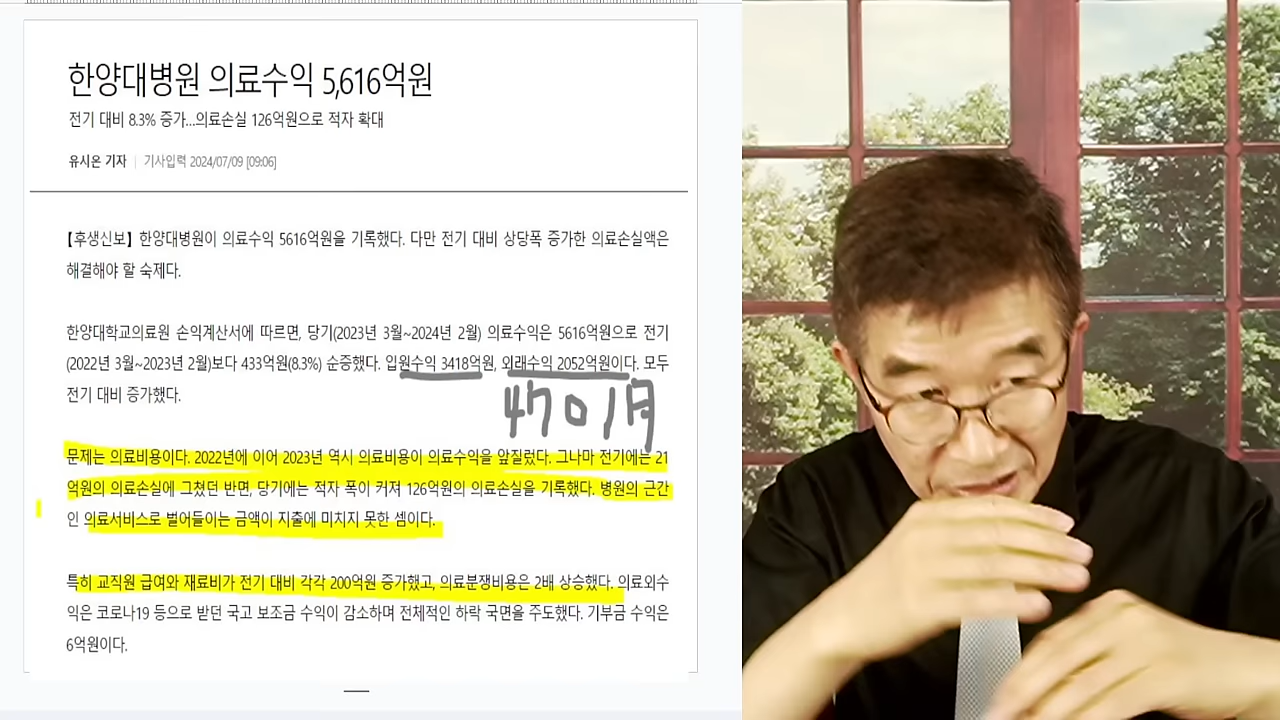 한양대병원 의료수익 5,616억원
전기 대비 8.3% 증가...의료손실 126억원으로 적자 확대
유시은 기자 | 기사입력 2024/07/09 [09:06]
【후생신보】 한양대병원이 의료수익 5616억원을 기록했다. 다만 전기 대비 상당폭 증가한 의료손실액은
해결해야 할 숙제다.
한양대학교의료원 손익계산서에 따르면, 당기(2023년 3월~2024년 2월) 의료수익은 5616억원으로 전기
(2022년 3월~2023년 2월)보다 433억원(8.3%) 순증했다. 입원수익 3418억원, 외래수익 2052억원이다. 모두
전기 대비 증가했다.
문제는 의료비용이다. 2022년에 이어 2023년 역시 의료비용이 의료수익을 앞질렀다. 그나마 전기에는 21
억원의 의료손실에 그쳤던 반면, 당기에는 적자 폭이 커져 126억원의 의료손실을 기록했다. 병원의 근간
인 의료서비스로 벌어들이는 금액이 지출에 미치지 못한 셈이다.
특히 교직원 급여와 재료비가 전기 대비 각각 200억원 증가했고, 의료분쟁비용은 2배 상승했다. 의료외수
익은 코로나19 등으로 받던 국고 보조금 수익이 감소하며 전체적인 하락 국면을 주도했다. 기부금 수익은
6억원이다.